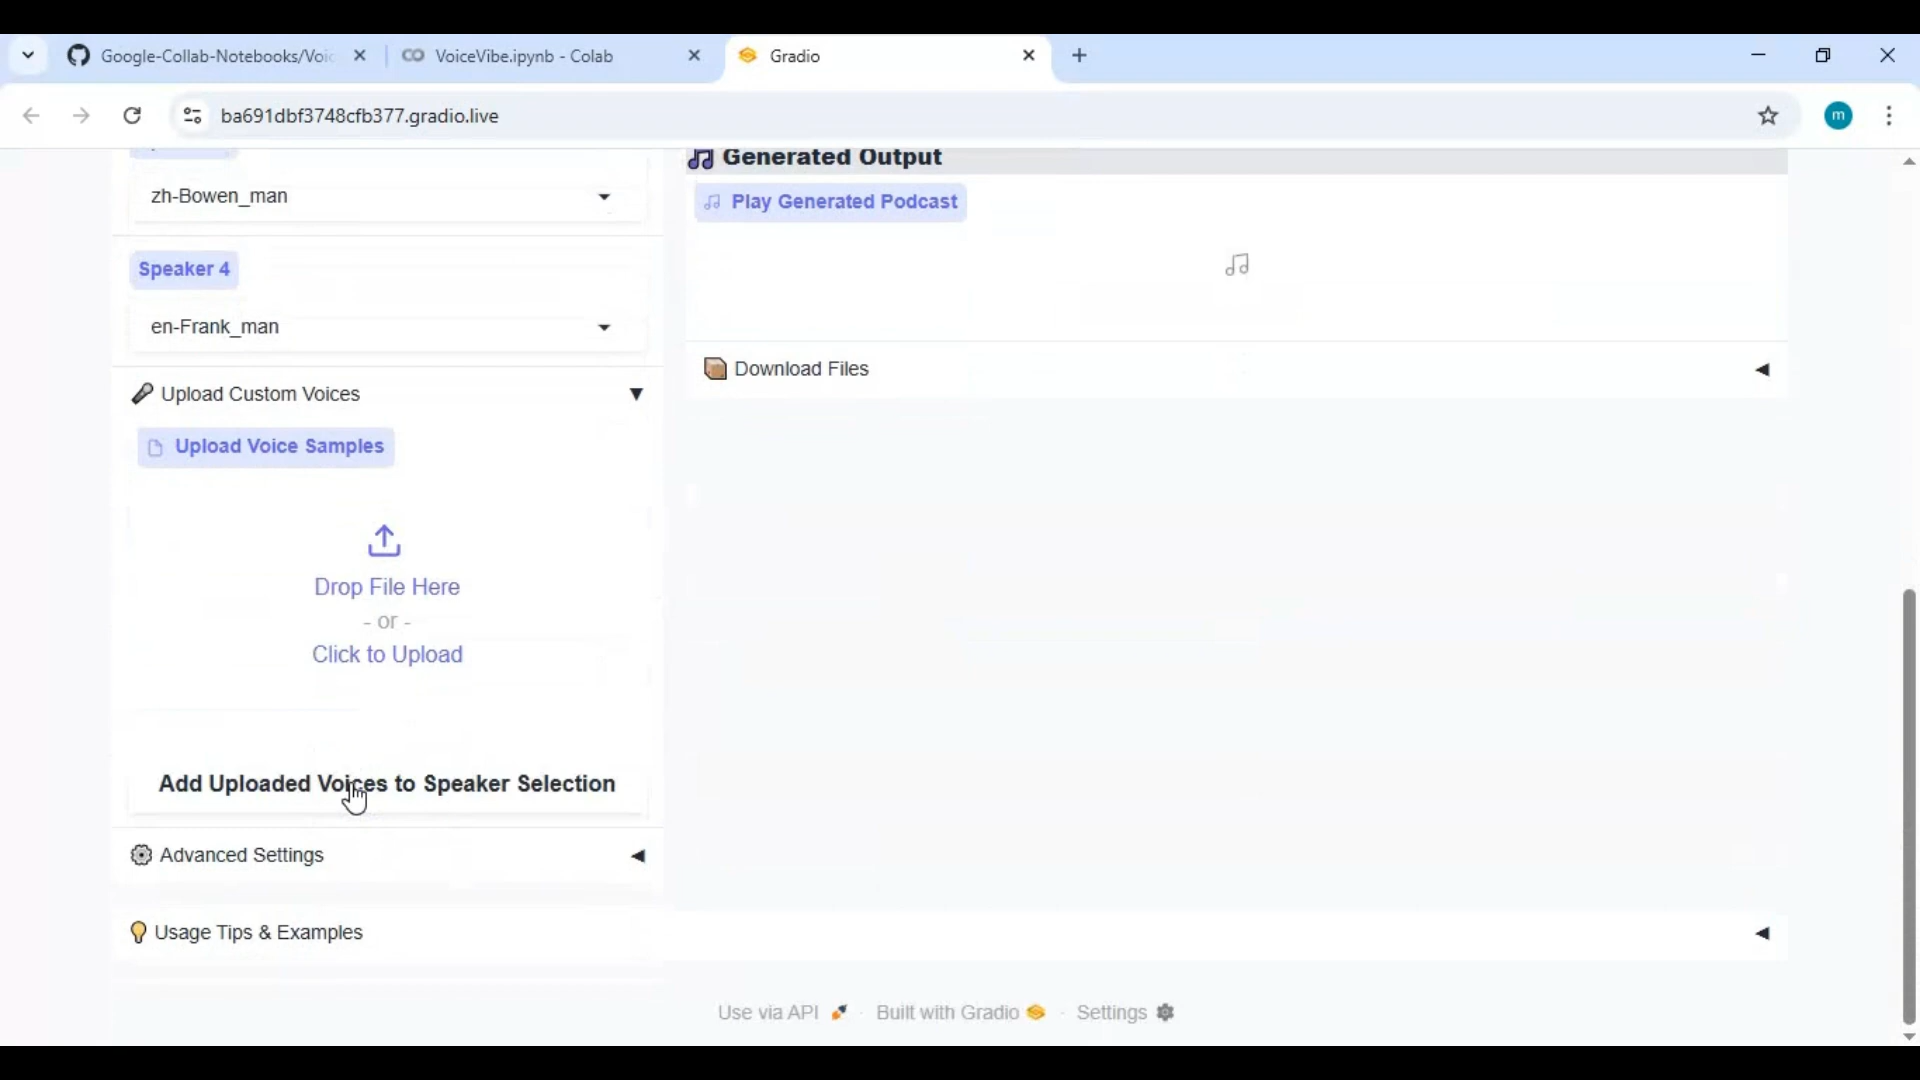 Google-Collab-Notebooks/Voic
VoiceVibe.ipynb - Colab
Gradio
ba691dbf3748cfb377.gradio.live
m
zh-Bowen_man
Speaker 4
en-Frank_man
Upload Custom Voices
Upload Voice Samples
Drop File Here
- or -
Click to Upload
Add Uploaded Voices to Speaker Selection
Advanced Settings
Usage Tips & Examples
Generated Output
Play Generated Podcast
Download Files
Use via API · Built with Gradio · Settings